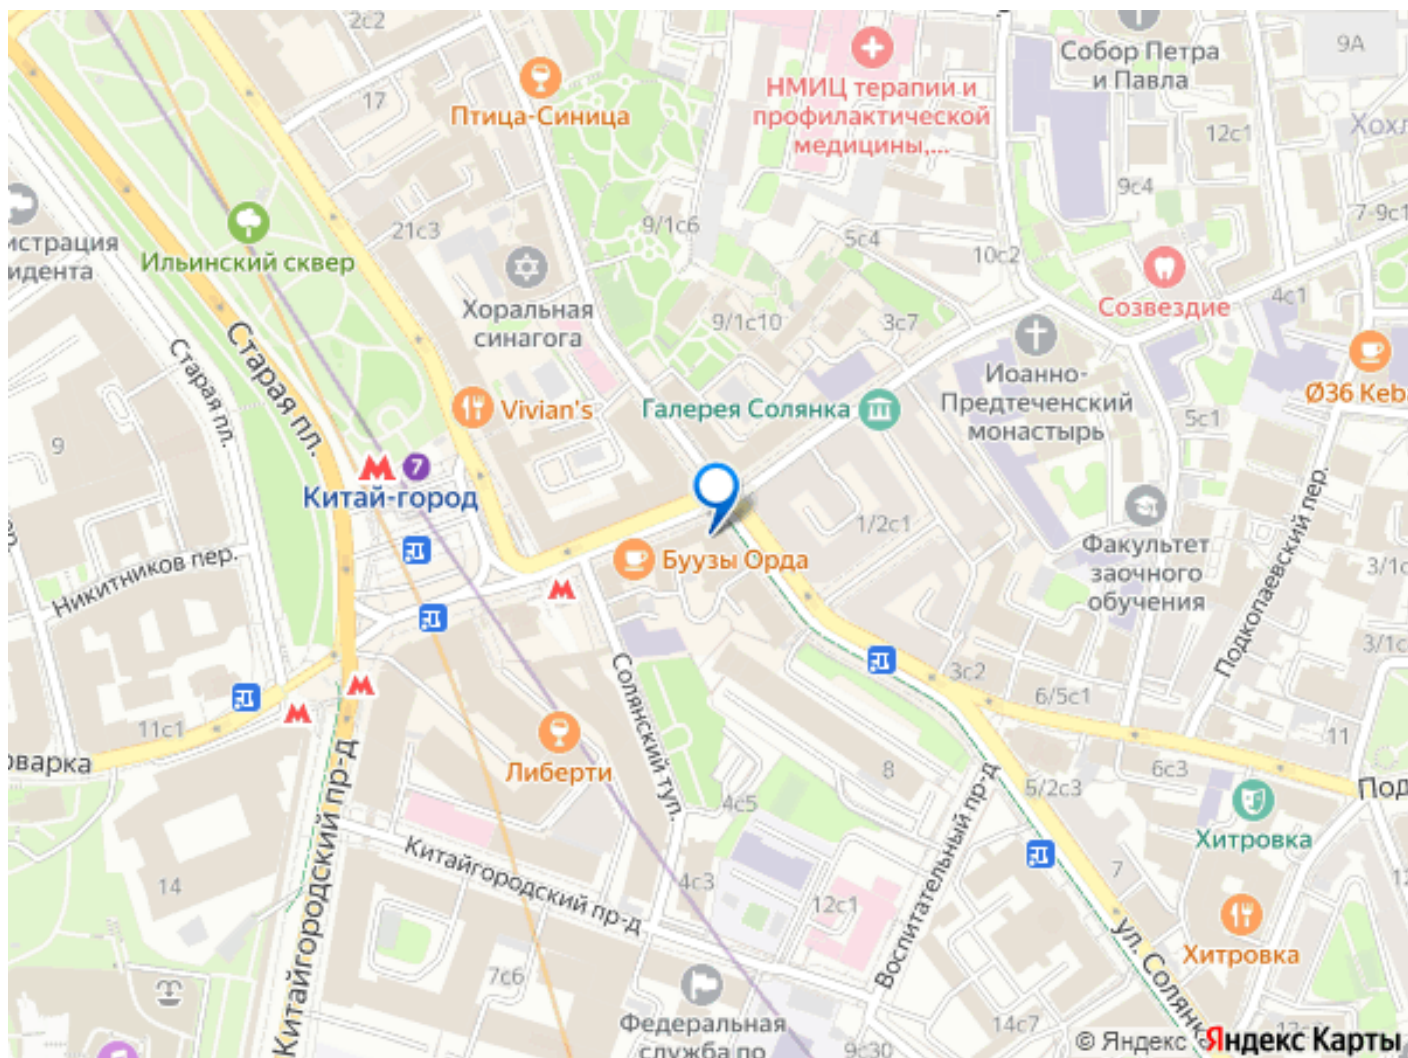 Собор Петра
и Павла
9А
НМИЦ терапии и
профилактической
медицины,...
17
Птица-Синица
12с1
Хохл
9с4
7-9с1
истрация
идента
21с3
9/1с6
5с4
10с2
Ильинский сквер
Хоральная
синагога
Созвездие
4с1
9/1с10
3с7
Старая пл.
Старая пл.
Иоанно-
Предтеченский
монастырь
Ø36 Keba
Vivian's
Галерея Солянка
5с1
9
М
7
Китай-город
1/2с1
Подкопаевский пер.
Никитников пер.
Буузы Орда
Факультет
заочного
обучения
3/1с
М
3/1с
Солянский туп.
3с2
6/5с1
М
М
11с1
11
оварка
Либерти
8
6с3
5/2с3
Под
4с5
Хитровка
Китайгородский пр-д
Воспитательный пр-д
Китайгородский пр-д
14
4с3
7
12с1
Хитровка
ул. Солянка
7с6
Федеральная
служба по
14с7
9с30
© Яндекс
Яндекс Карты